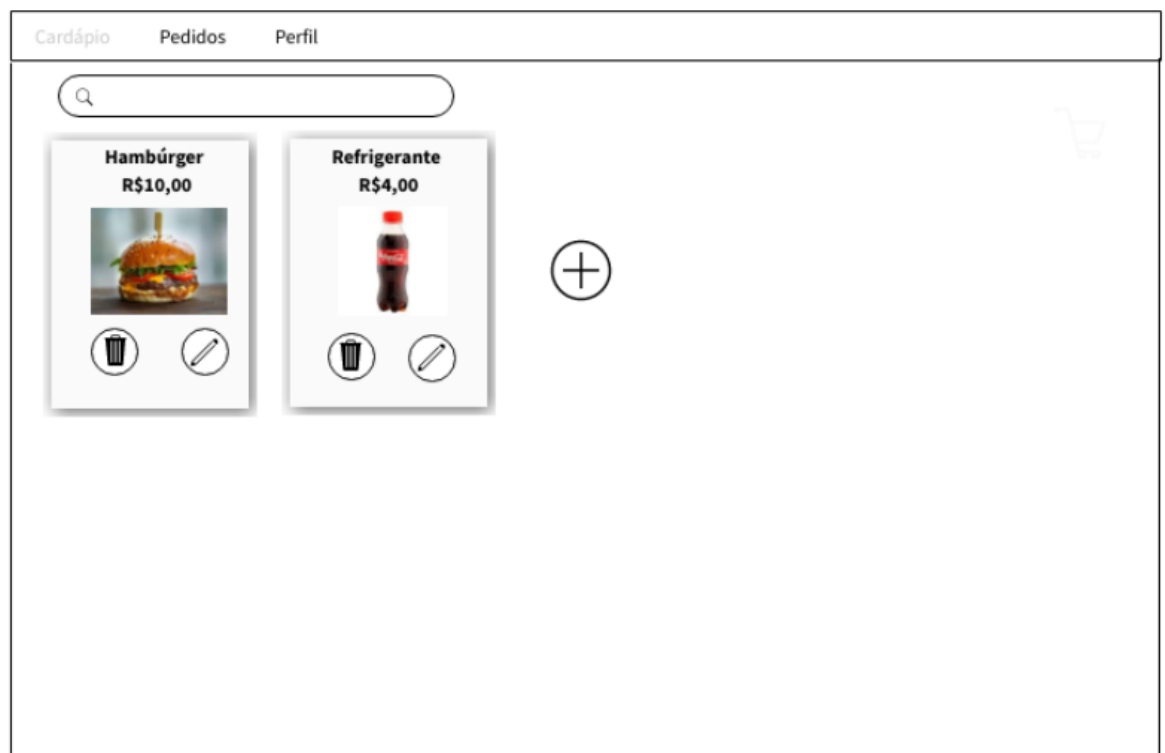 Cardápio Pedidos Perfil
Hambúrger
R$10,00
Refrigerante
R$4,00